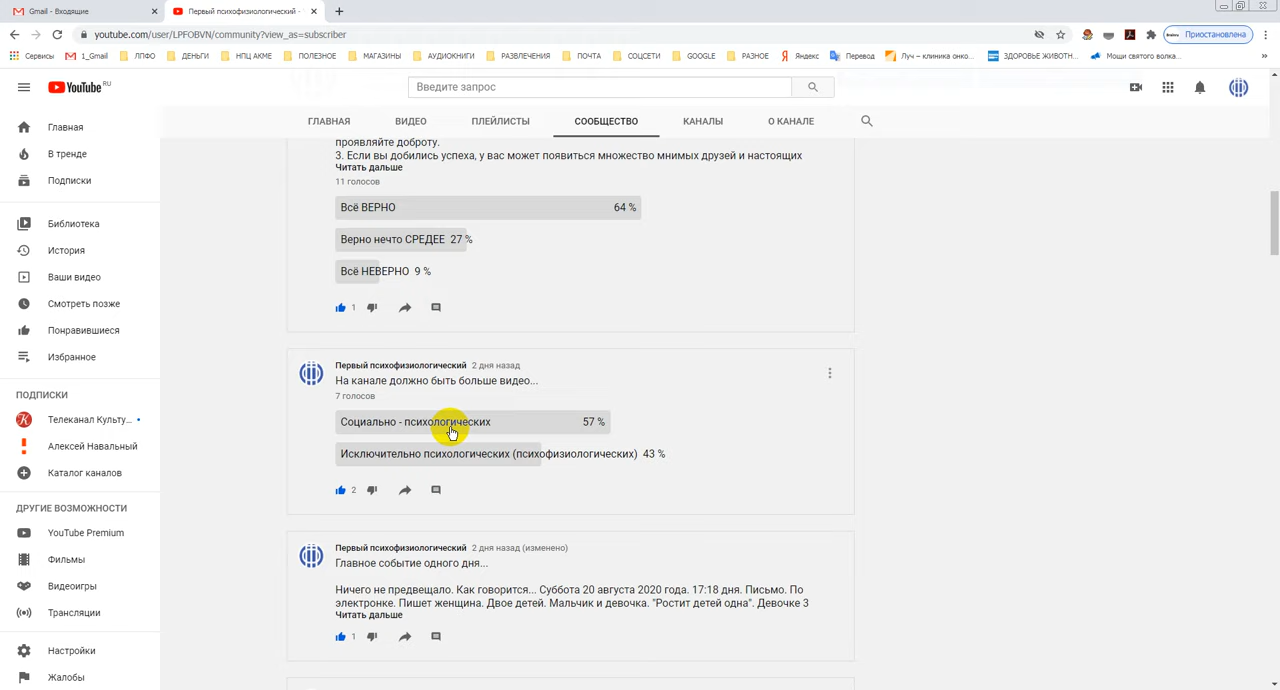 Gmail - Входящие
Первый психофизиологический -
youtube.com/user/LPFOBVN/community?view_as=subscriber
Приостановлена
Сервисы 1_Gmail ЛПФО ДЕНЬГИ НПЦ АКМЕ ПОЛЕЗНОЕ МАГАЗИНЫ АУДИОКНИГИ РАЗВЛЕЧЕНИЯ ПОЧТА СОЦСЕТИ GOOGLE РАЗНОЕ Яндекс Перевод Луч – клиника онко... ЗДОРОВЬЕ ЖИВОТН... Мощи святого волка...
YouTube RU
Введите запрос
ГЛАВНАЯ ВИДЕО ПЛЕЙЛИСТЫ СООБЩЕСТВО КАНАЛЫ О КАНАЛЕ
Главная
В тренде
Подписки
Библиотека
История
Ваши видео
Смотреть позже
Понравившиеся
Избранное
ПОДПИСКИ
Телеканал Культу...
Алексей Навальный
Каталог каналов
ДРУГИЕ ВОЗМОЖНОСТИ
YouTube Premium
Фильмы
Видеоигры
Трансляции
Настройки
Жалобы
проявляйте доброту.
3. Если вы добились успеха, у вас может появиться множество мнимых друзей и настоящих
Читать дальше
11 голосов
Всё ВЕРНО 64 %
Верно нечто СРЕДЕЕ 27 %
Всё НЕВЕРНО 9 %
1
Первый психофизиологический 2 дня назад
На канале должно быть больше видео...
7 голосов
Социально - психологических 57 %
Исключительно психологических (психофизиологических) 43 %
2
Первый психофизиологический 2 дня назад (изменено)
Главное событие одного дня...
Ничего не предвещало. Как говорится... Суббота 20 августа 2020 года. 17:18 дня. Письмо. По
электронке. Пишет женщина. Двое детей. Мальчик и девочка. "Ростит детей одна". Девочке 3
Читать дальше
1